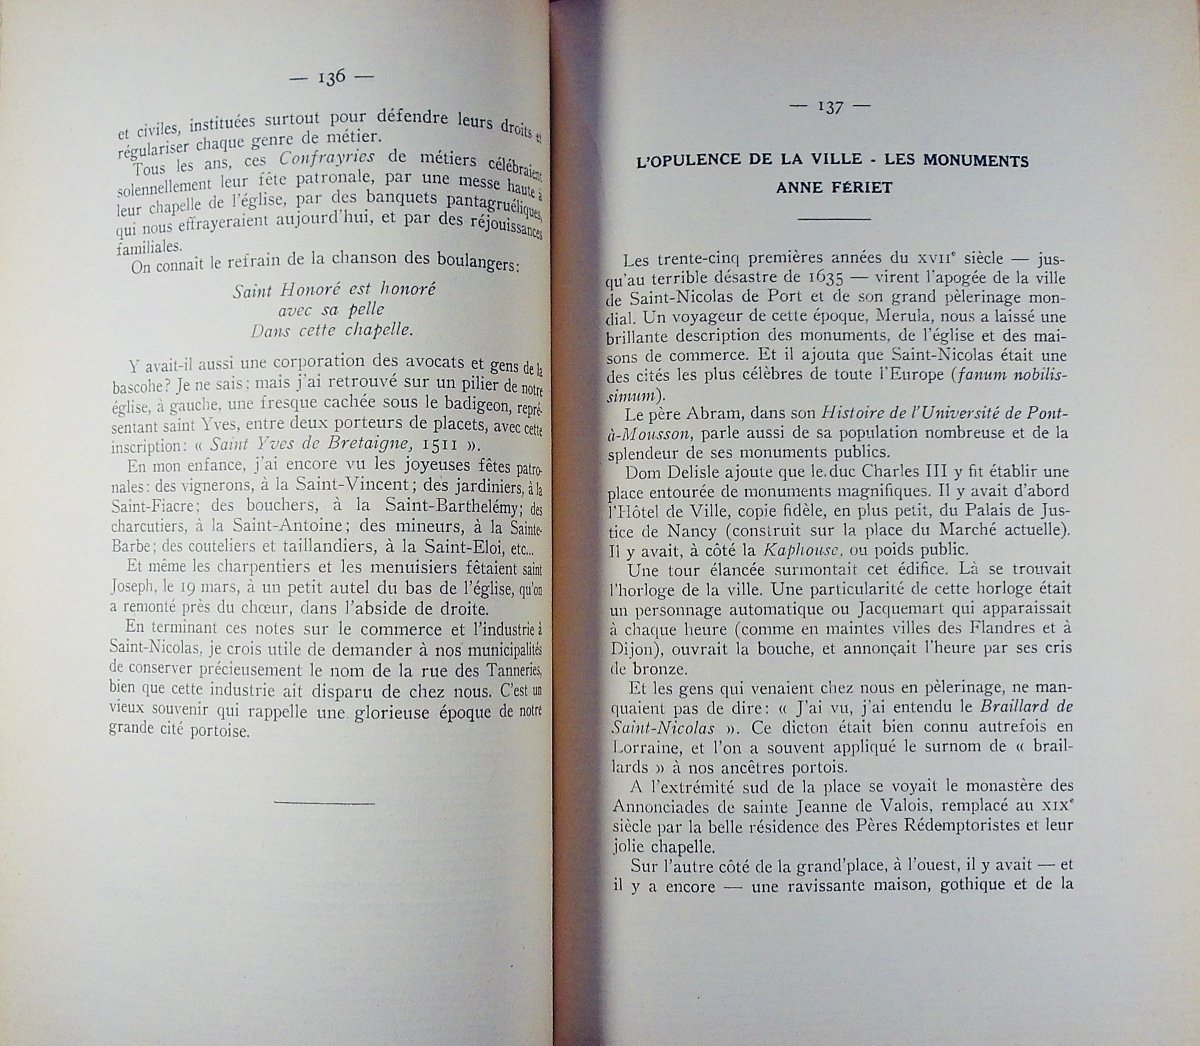 — 136 —
et civiles, instituées surtout pour défendre leurs droits et
régulariser chaque genre de métier.
Tous les ans, ces Confrayries de métiers célébraient
solennellement leur fête patronale, par une messe haute à
leur chapelle de l'église, par des banquets pantagruéliques,
qui nous effrayeraient aujourd'hui, et par des réjouissances
familiales.
On connait le refrain de la chanson des boulangers:
Saint Honoré est honoré
avec sa pelle
Dans cette chapelle.
Y avait-il aussi une corporation des avocats et gens de la
bascohe? Je ne sais; mais j'ai retrouvé sur un pilier de notre
église, à gauche, une fresque cachée sous le badigeon, repré-
sentant saint Yves, entre deux porteurs de placets, avec cette
inscription: « Saint Yves de Bretaigne, 1511 ».
En mon enfance, j'ai encore vu les joyeuses fêtes patro-
nales: des vignerons, à la Saint-Vincent; des jardiniers, à la
Saint-Fiacre; des bouchers, à la Saint-Barthelémy; des
charcutiers, à la Saint-Antoine; des mineurs, à la Sainte-
Barbe; des couteliers et taillandiers, à la Saint-Eloi, etc...
Et même les charpentiers et les menuisiers fêtaient saint
Joseph, le 19 mars, à un petit autel du bas de l'église, qu'on
a remonté près du chœur, dans l'abside de droite.
En terminant ces notes sur le commerce et l'industrie à
Saint-Nicolas, je crois utile de demander à nos municipalités
de conserver précieusement le nom de la rue des Tanneries,
bien que cette industrie ait disparu de chez nous. C'est un
vieux souvenir qui rappelle une glorieuse époque de notre
grande cité portoise.
— 137 —
L'OPULENCE DE LA VILLE - LES MONUMENTS
ANNE FÉRIET
Les trente-cinq premières années du XVIIe siècle — jus-
qu'au terrible désastre de 1635 — virent l'apogée de la ville
de Saint-Nicolas de Port et de son grand pèlerinage mon-
dial. Un voyageur de cette époque, Merula, nous a laissé une
brillante description des monuments, de l'église et des mai-
sons de commerce. Et il ajouta que Saint-Nicolas était une
des cités les plus célèbres de toute l'Europe (fanum nobilis-
simum).
Le père Abram, dans son Histoire de l'Université de Pont-
à-Mousson, parle aussi de sa population nombreuse et de la
splendeur de ses monuments publics.
Dom Delisle ajoute que le duc Charles III y fit établir une
place entourée de monuments magnifiques. Il y avait d'abord
l'Hôtel de Ville, copie fidèle, en plus petit, du Palais de Jus-
tice de Nancy (construit sur la place du Marché actuelle).
Il y avait, à côté la Kaphouse, ou poids public.
Une tour élancée surmontait cet édifice. Là se trouvait
l'horloge de la ville. Une particularité de cette horloge était
un personnage automatique ou Jacquemart qui apparaissait
à chaque heure (comme en maintes villes des Flandres et à
Dijon), ouvrait la bouche, et annonçait l'heure par ses cris
de bronze.
Et les gens qui venaient chez nous en pèlerinage, ne man-
quaient pas de dire: « J'ai vu, j'ai entendu le Braillard de
Saint-Nicolas ». Ce dicton était bien connu autrefois en
Lorraine, et l'on a souvent appliqué le surnom de « brail-
lards » à nos ancêtres portois.
A l'extrémité sud de la place se voyait le monastère des
Annonciades de sainte Jeanne de Valois, remplacé au XIXe
siècle par la belle résidence des Pères Rédemptoristes et leur
jolie chapelle.
Sur l'autre côté de la grand'place, à l'ouest, il y avait — et
il y a encore — une ravissante maison, gothique et de la